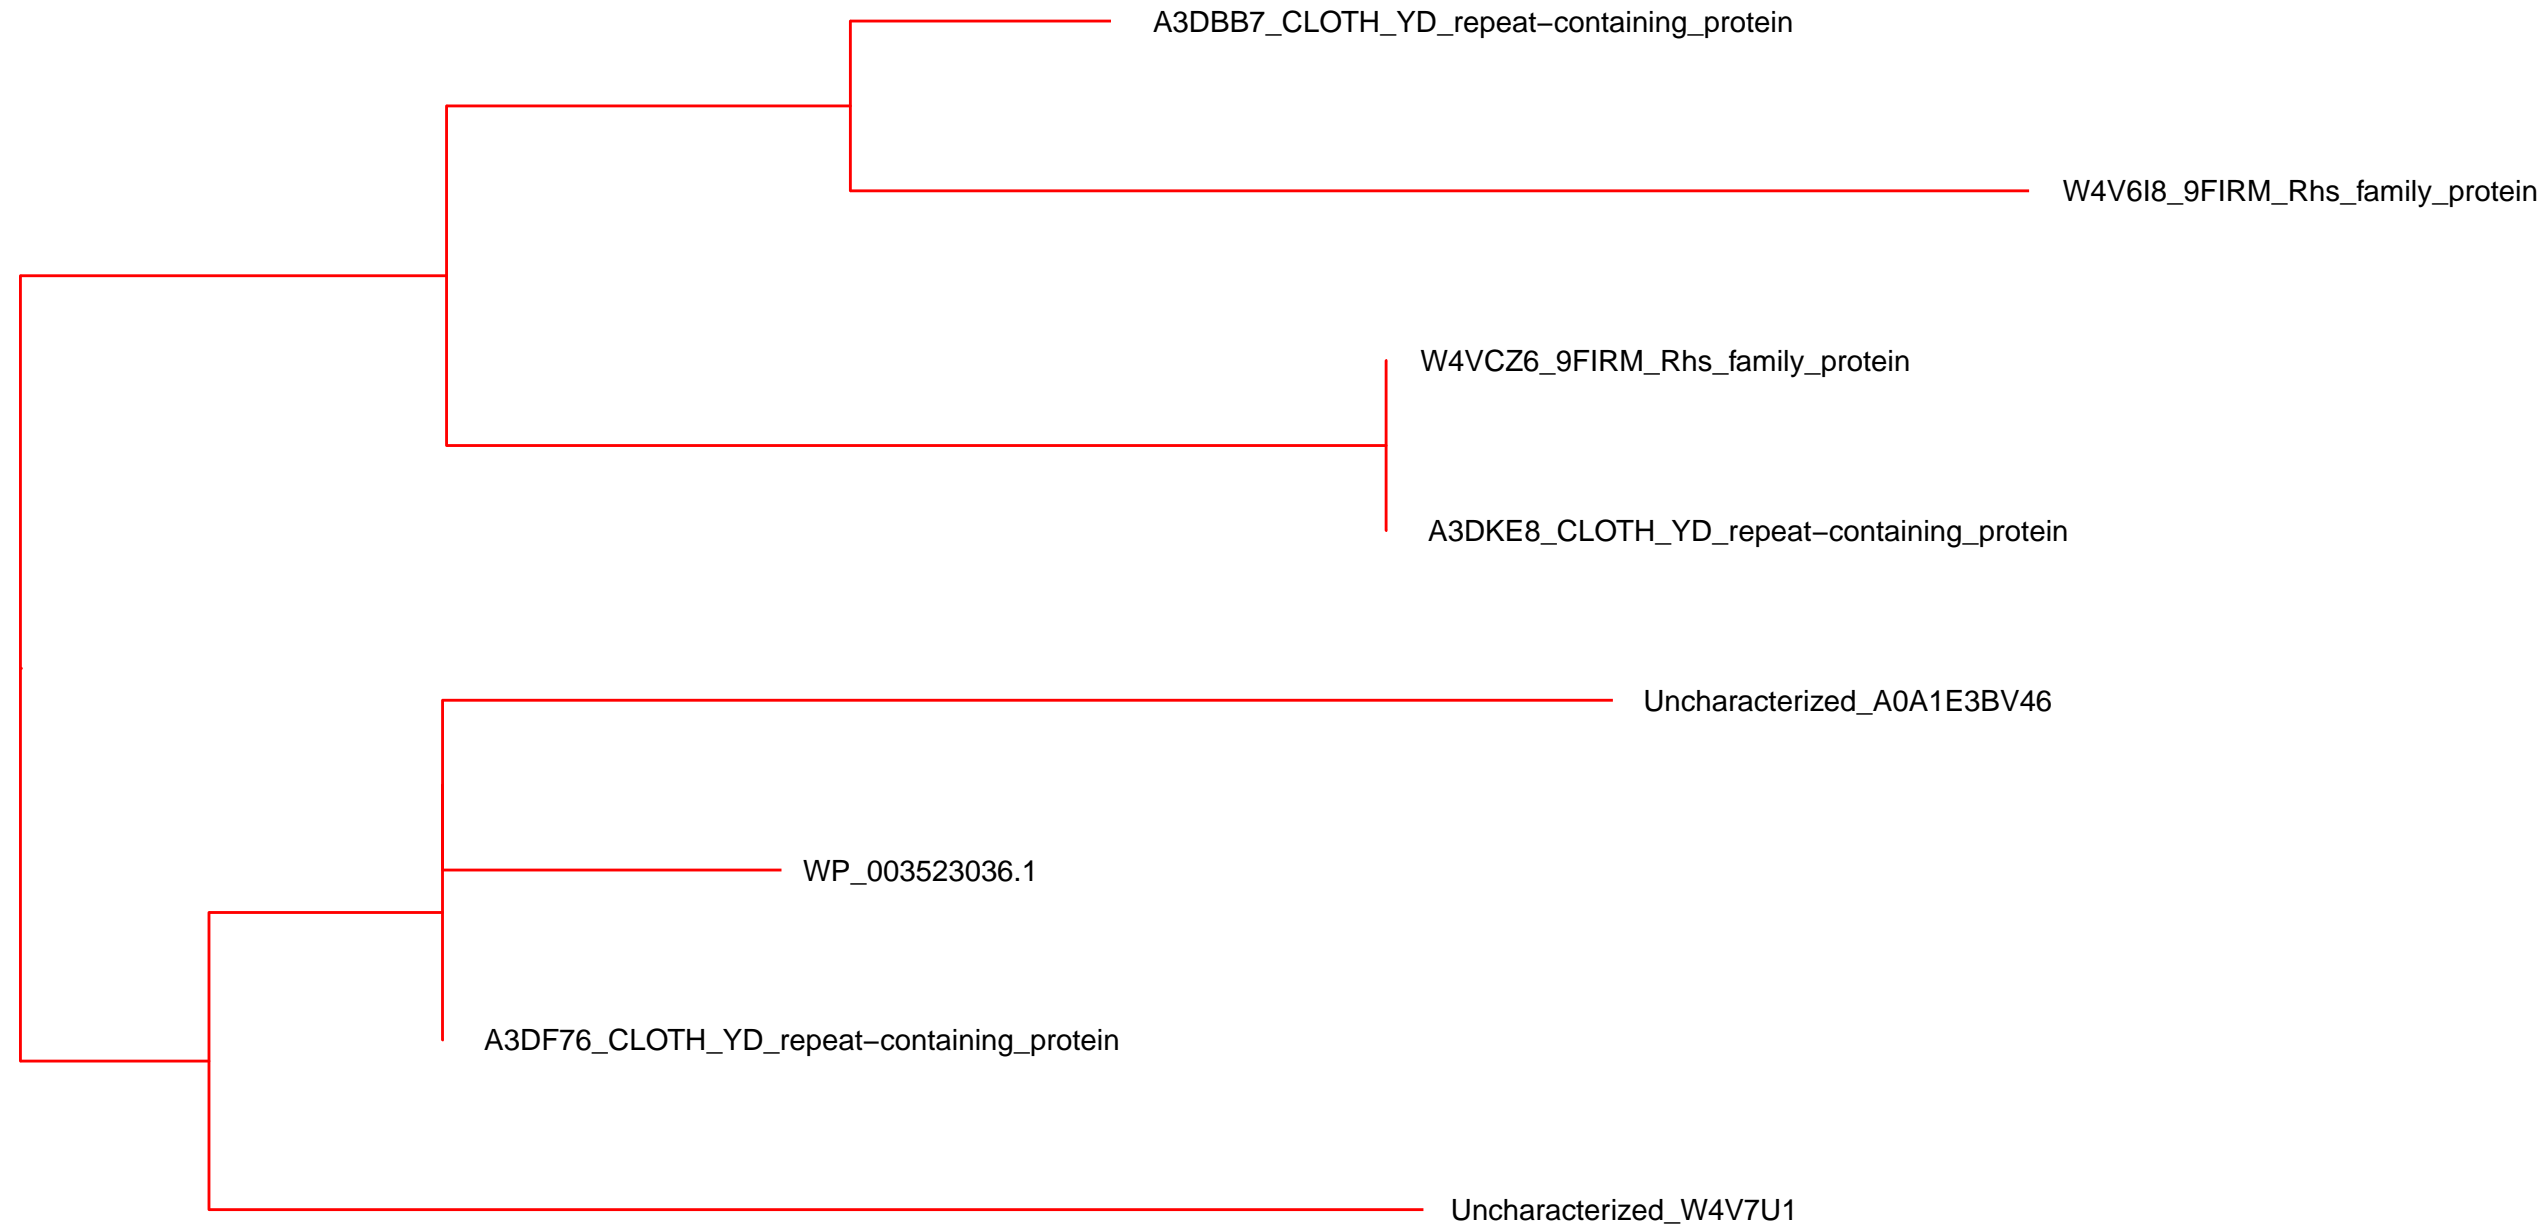 A3DBB7_CLOTH_YD_repeat−containing_protein
W4V6I8_9FIRM_Rhs_family_protein
W4VCZ6_9FIRM_Rhs_family_protein
A3DKE8_CLOTH_YD_repeat−containing_protein
Uncharacterized_A0A1E3BV46
WP_003523036.1
A3DF76_CLOTH_YD_repeat−containing_protein
Uncharacterized_W4V7U1